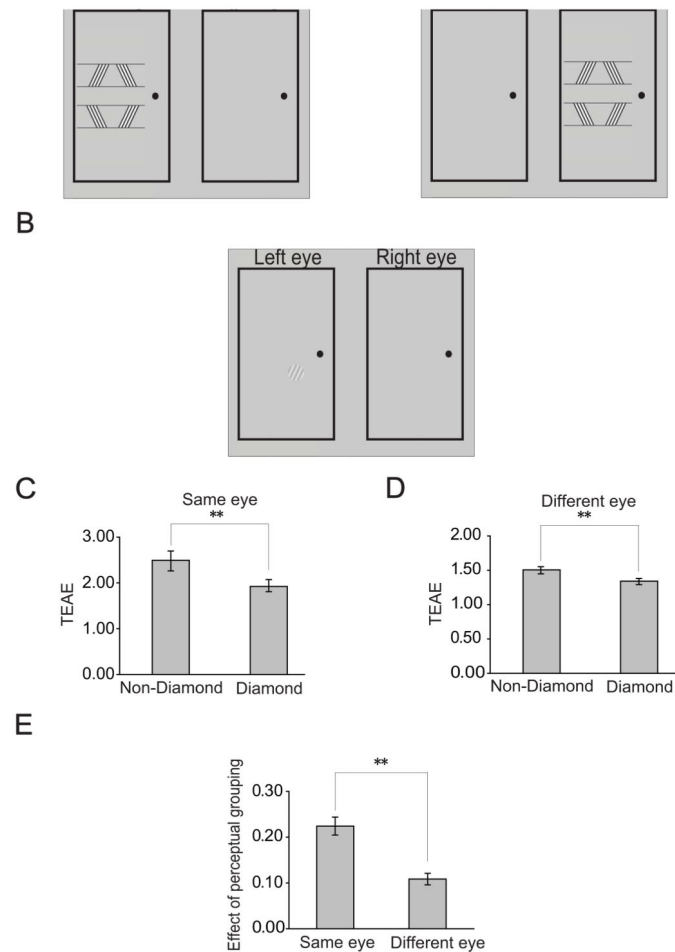 B
Left eye Right eye
C
Same eye
**
3.00
2.00
1.00
0.00
TEAE
Non-Diamond Diamond
D
Different eye
**
2.00
1.50
1.00
0.50
0.00
TEAE
Non-Diamond Diamond
E
**
0.30
0.20
0.10
0.00
Effect of perceptual grouping
Same eye Different eye